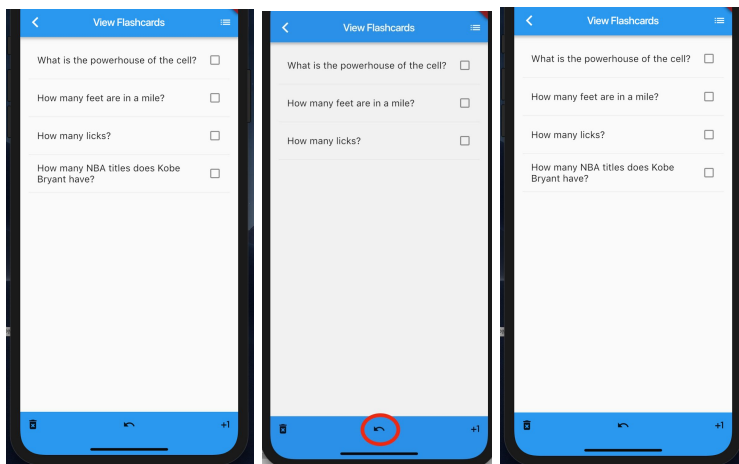 View Flashcards
What is the powerhouse of the cell?
How many feet are in a mile?
How many licks?
How many NBA titles does Kobe
Bryant have?
+1
View Flashcards
What is the powerhouse of the cell?
How many feet are in a mile?
How many licks?
+1
View Flashcards
What is the powerhouse of the cell?
How many feet are in a mile?
How many licks?
How many NBA titles does Kobe
Bryant have?
+1